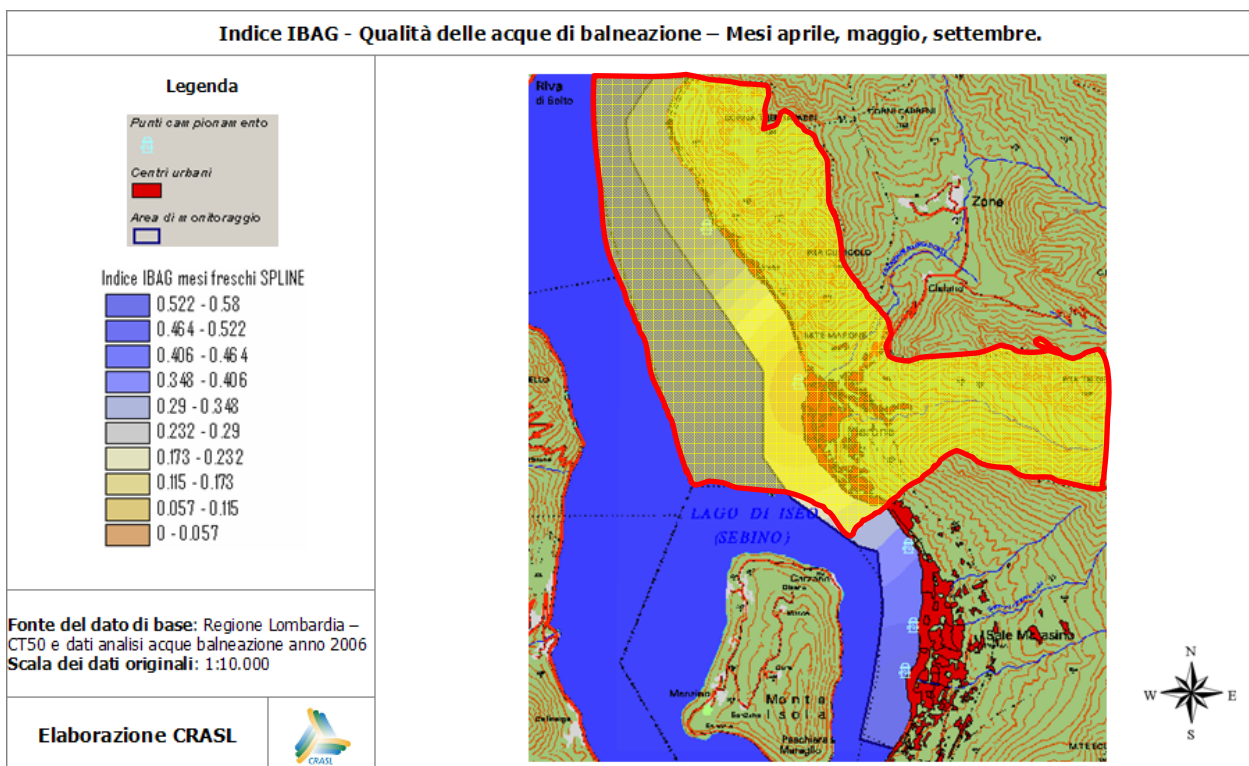 Indice IBAG - Qualità delle acque di balneazione – Mesi aprile, maggio, settembre.
Legenda
Punti campionamento
Centri urbani
Area di monitoraggio
Indice IBAG mesi freschi SPLINE
0.522 - 0.58
0.464 - 0.522
0.406 - 0.464
0.348 - 0.406
0.29 - 0.348
0.232 - 0.29
0.173 - 0.232
0.115 - 0.173
0.057 - 0.115
0 - 0.057
Fonte del dato di base: Regione Lombardia –
CT50 e dati analisi acque balneazione anno 2006
Scala dei dati originali: 1:10.000
Elaborazione CRASL
CRASL
Riva
di Solto
Zone
Cislano
LAGO DI ISEO
(SEBINO)
Carzano
Sale Marasino
Menzino
Monte
Isola
Peschiera
N
W
E
S